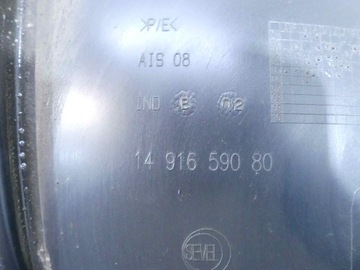 >P/E<
AIS 08
IND E 02
14 916 590 80
SEVEL